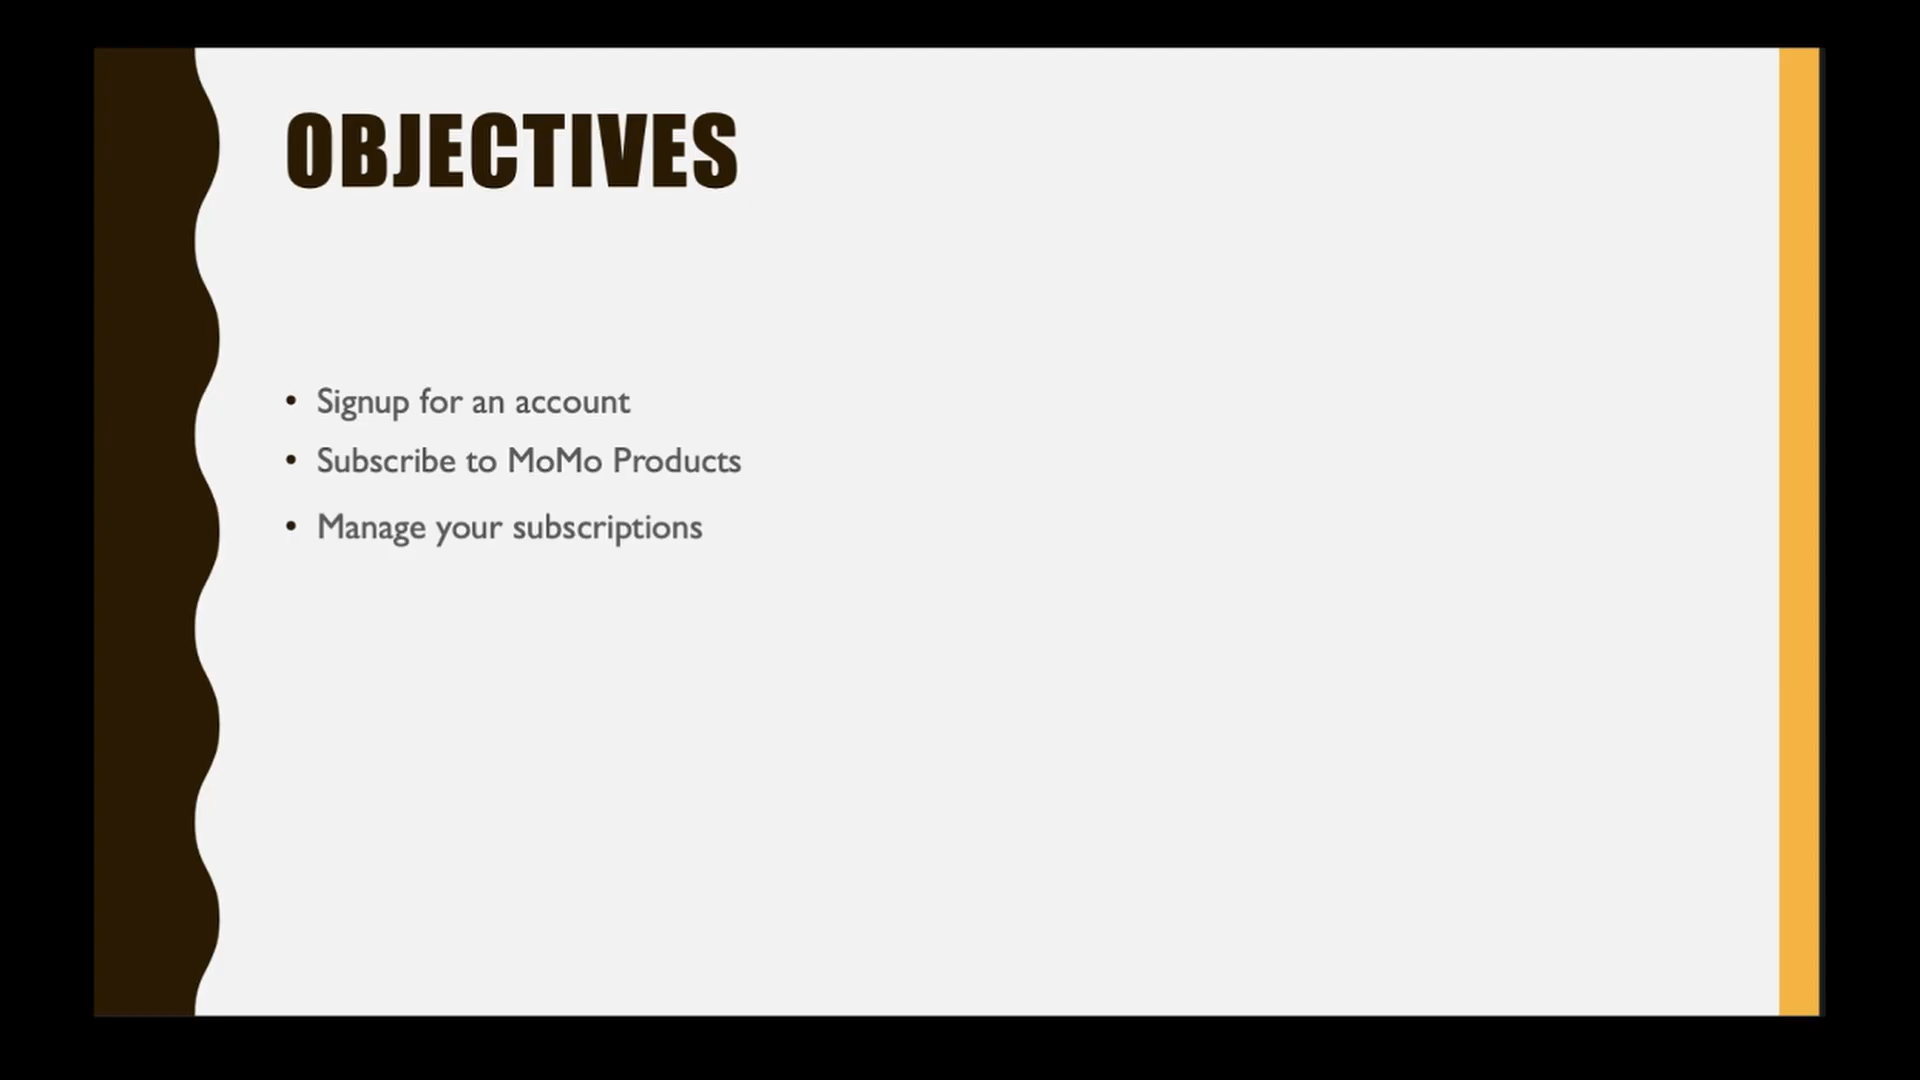 OBJECTIVES
• Signup for an account
• Subscribe to MoMo Products
• Manage your subscriptions